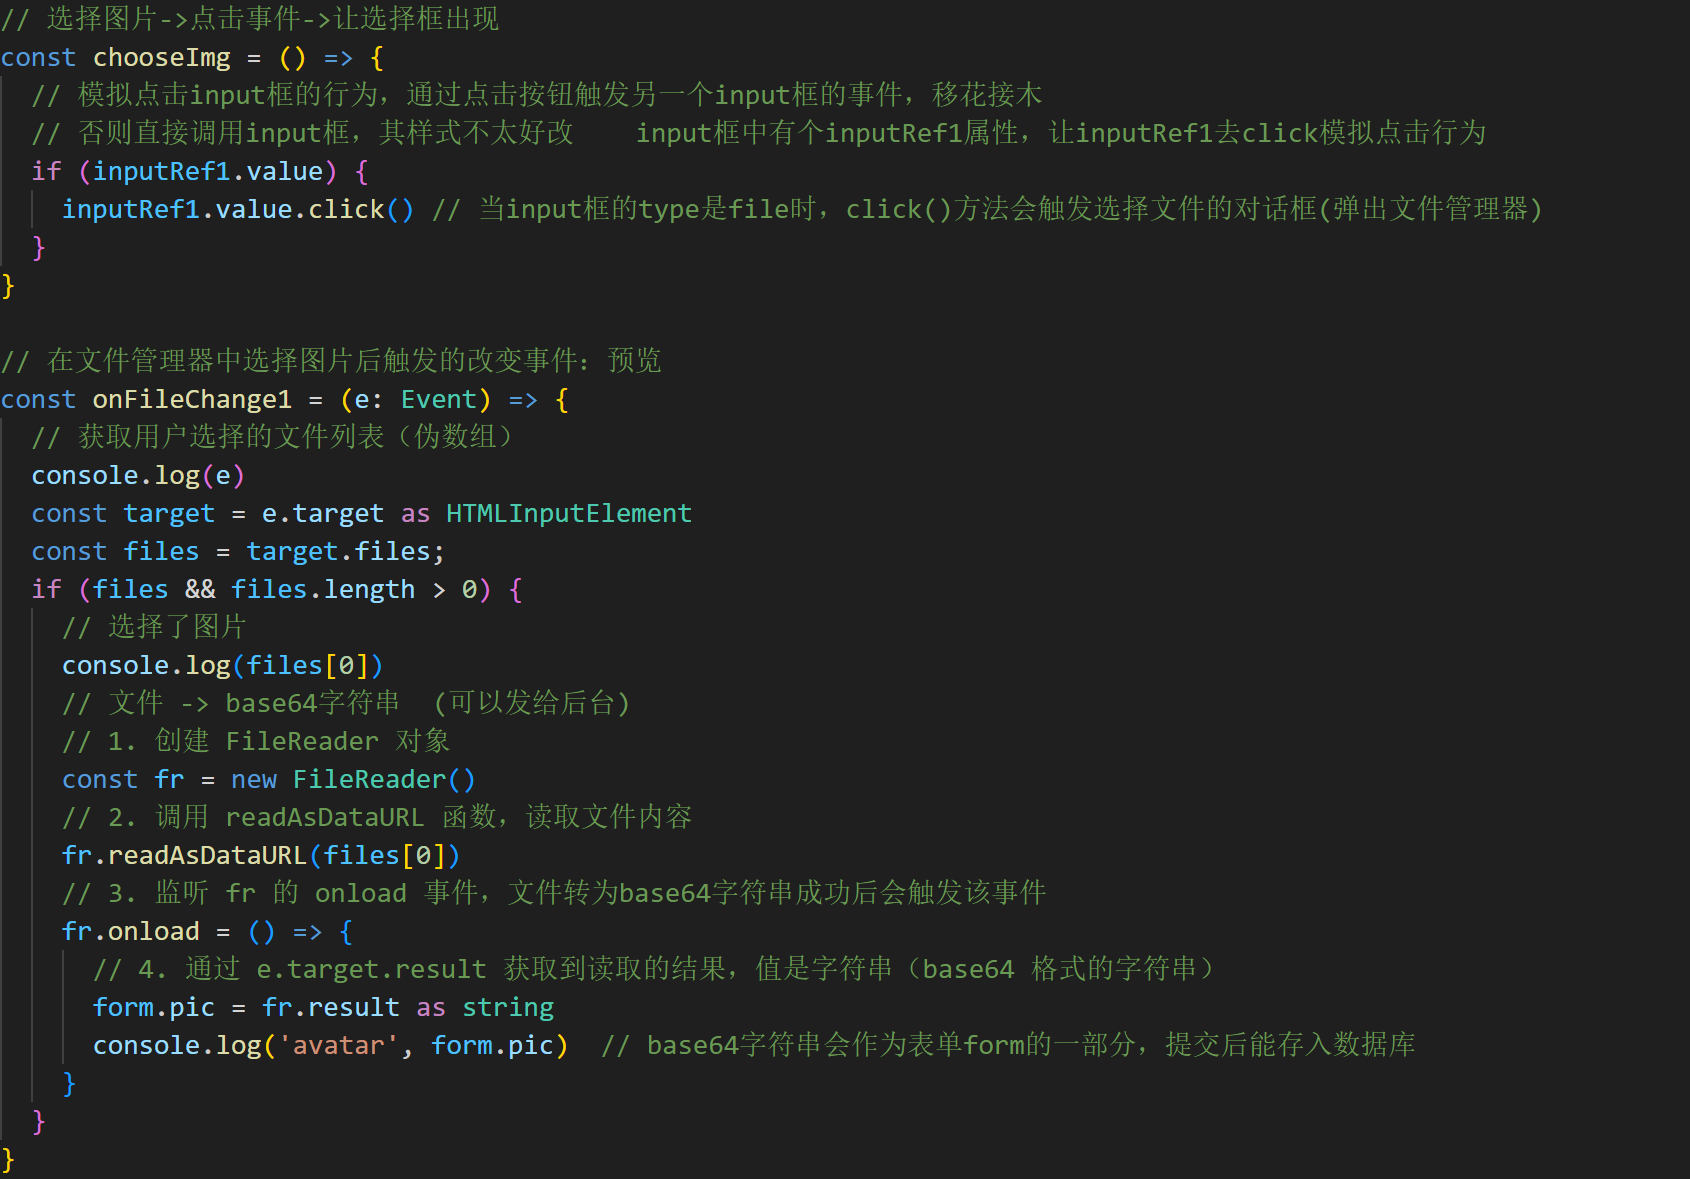 // 选择图片->点击事件->让选择框出现
const chooseImg = () => {
// 模拟点击input框的行为，通过点击按钮触发另一个input框的事件，移花接木
// 否则直接调用input框，其样式不太好改    input框中有个inputRef1属性，让inputRef1去click模拟点击行为
if (inputRef1.value) {
inputRef1.value.click() // 当input框的type是file时，click()方法会触发选择文件的对话框(弹出文件管理器)
}
}
// 在文件管理器中选择图片后触发的改变事件：预览
const onFileChange1 = (e: Event) => {
// 获取用户选择的文件列表（伪数组）
console.log(e)
const target = e.target as HTMLInputElement
const files = target.files;
if (files && files.length > 0) {
// 选择了图片
console.log(files[0])
// 文件 -> base64字符串  (可以发给后台)
// 1. 创建 FileReader 对象
const fr = new FileReader()
// 2. 调用 readAsDataURL 函数，读取文件内容
fr.readAsDataURL(files[0])
// 3. 监听 fr 的 onload 事件，文件转为base64字符串成功后会触发该事件
fr.onload = () => {
// 4. 通过 e.target.result 获取到读取的结果，值是字符串（base64 格式的字符串）
form.pic = fr.result as string
console.log('avatar', form.pic)  // base64字符串会作为表单form的一部分，提交后能存入数据库
}
}
}